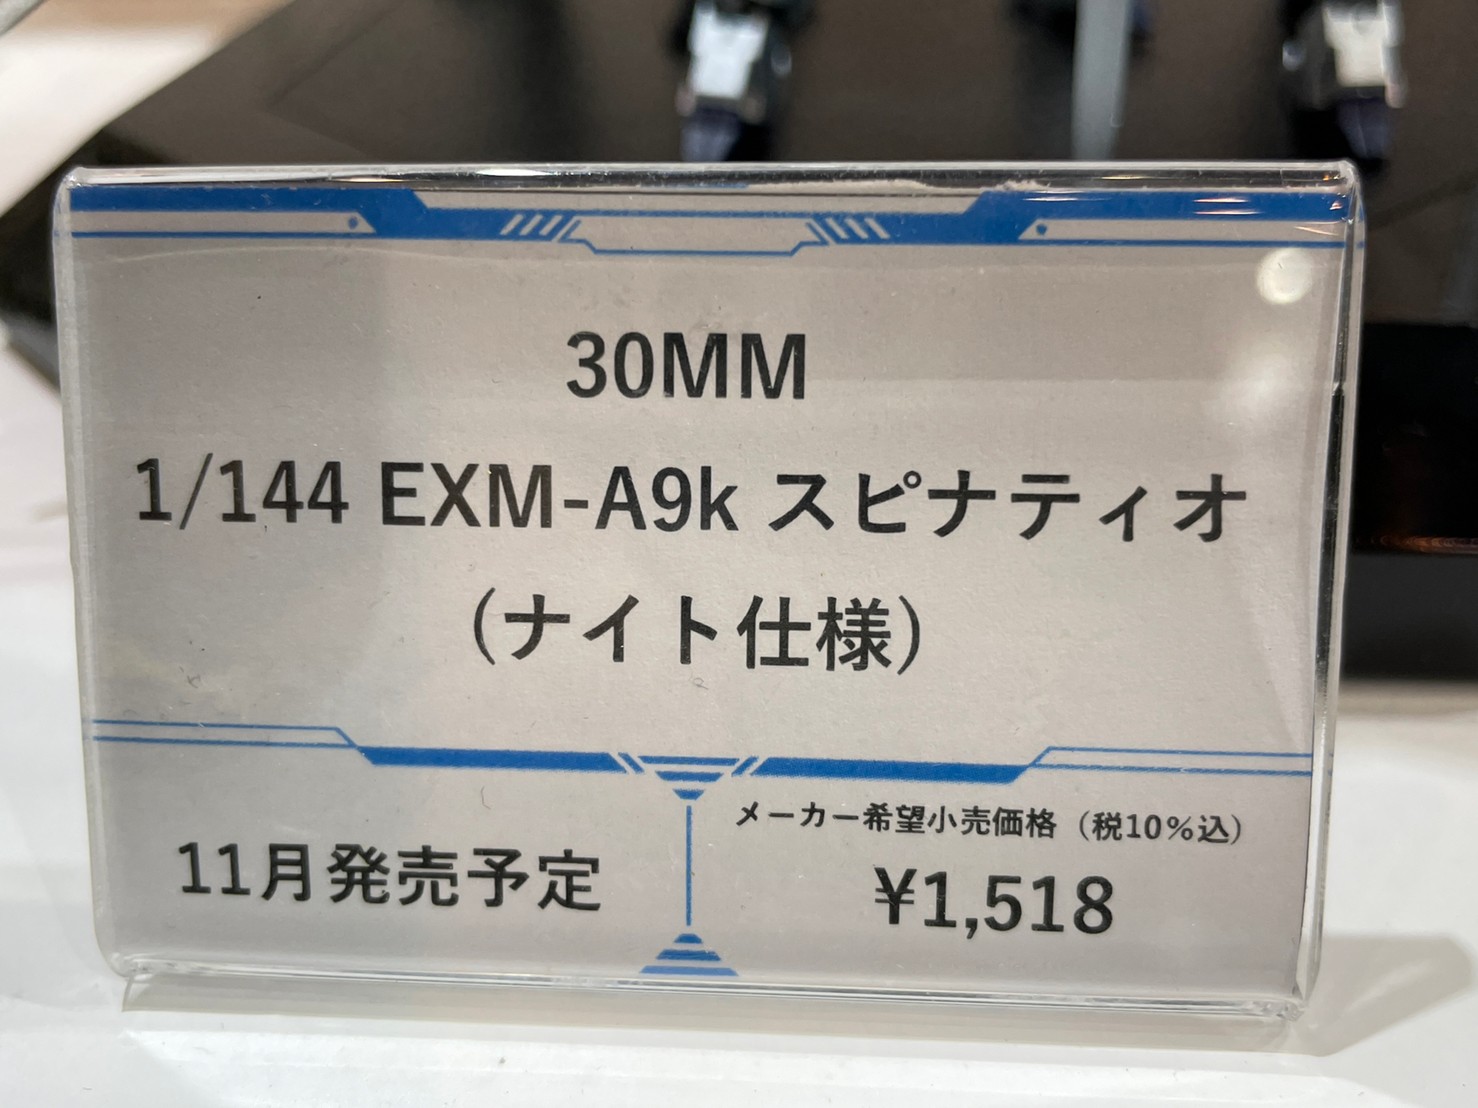 30MM
1/144 EXM-A9k スピナティオ
(ナイト仕様)
11月発売予定
メーカー希望小売価格（税10%込）
¥1,518